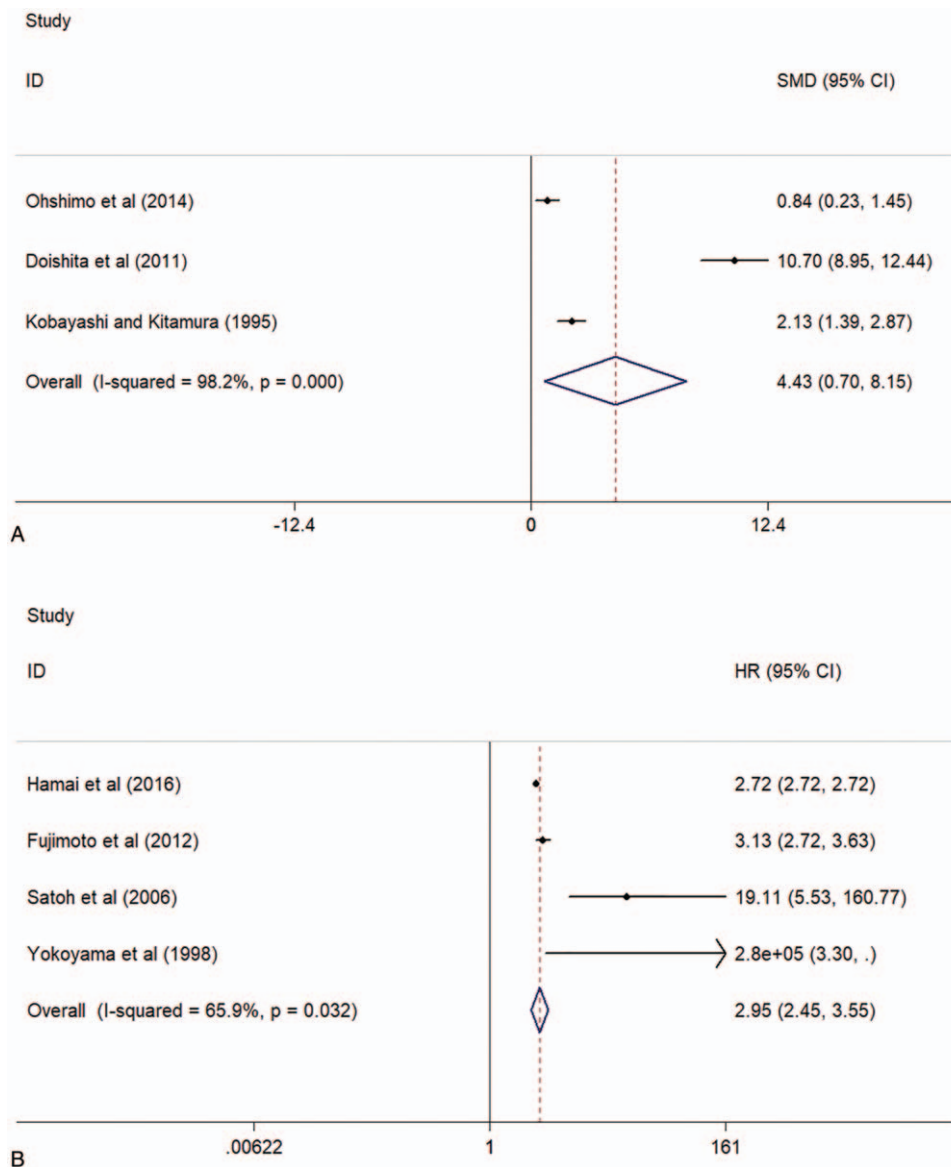 Study
ID SMD (95% CI)
Ohshimo et al (2014) 0.84 (0.23, 1.45)
Doishita et al (2011) 10.70 (8.95, 12.44)
Kobayashi and Kitamura (1995) 2.13 (1.39, 2.87)
Overall (I-squared = 98.2%, p = 0.000) 4.43 (0.70, 8.15)
-12.4 0 12.4
A
Study
ID HR (95% CI)
Hamai et al (2016) 2.72 (2.72, 2.72)
Fujimoto et al (2012) 3.13 (2.72, 3.63)
Satoh et al (2006) 19.11 (5.53, 160.77)
Yokoyama et al (1998) 2.8e+05 (3.30, .)
Overall (I-squared = 65.9%, p = 0.032) 2.95 (2.45, 3.55)
.00622 1 161
B